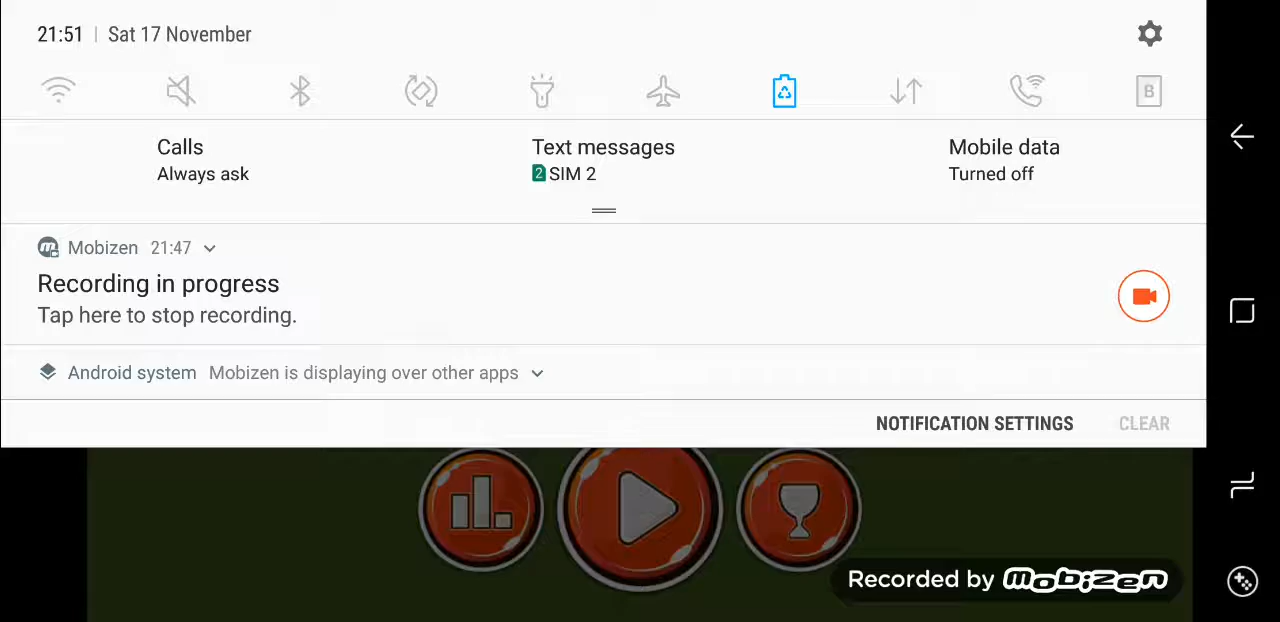 21:51 | Sat 17 November
B
Calls
Text messages
Mobile data
Always ask
2 SIM 2
Turned off
Mobizen 21:47
Recording in progress
Tap here to stop recording.
Android system Mobizen is displaying over other apps
NOTIFICATION SETTINGS CLEAR
Recorded by mobizen